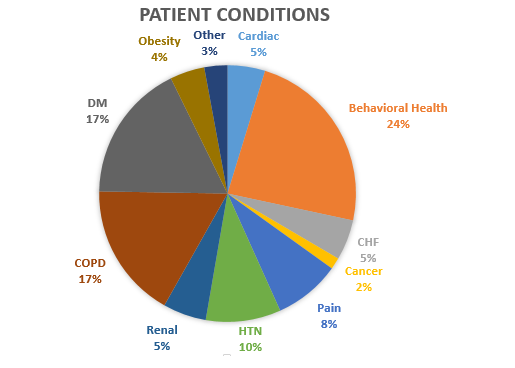 PATIENT CONDITIONS
Other
3%
Cardiac
5%
Behavioral Health
24%
CHF
5%
Cancer
2%
Pain
8%
HTN
10%
Renal
5%
COPD
17%
DM
17%
Obesity
4%